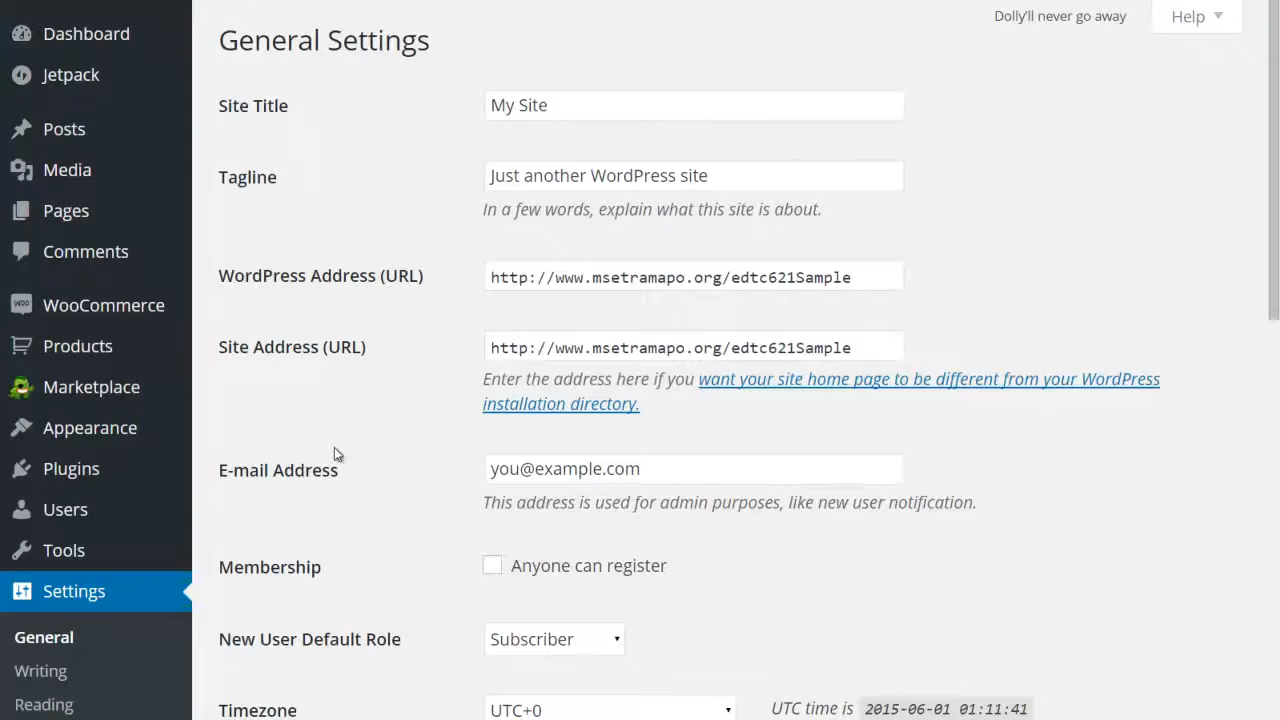 Dashboard
Jetpack
Posts
Media
Pages
Comments
WOO WooCommerce
Products
Marketplace
Appearance
Plugins
Users
Tools
Settings
General
Writing
Reading
Dolly'll never go away
Help
General Settings
Site Title
My Site
Tagline
Just another WordPress site
In a few words, explain what this site is about.
WordPress Address (URL)
http://www.msetramapo.org/edtc621Sample
Site Address (URL)
http://www.msetramapo.org/edtc621Sample
Enter the address here if you want your site home page to be different from your WordPress
installation directory.
E-mail Address
you@example.com
This address is used for admin purposes, like new user notification.
Membership
Anyone can register
New User Default Role
Subscriber
Timezone
UTC+0
UTC time is 2015-06-01 01:11:41